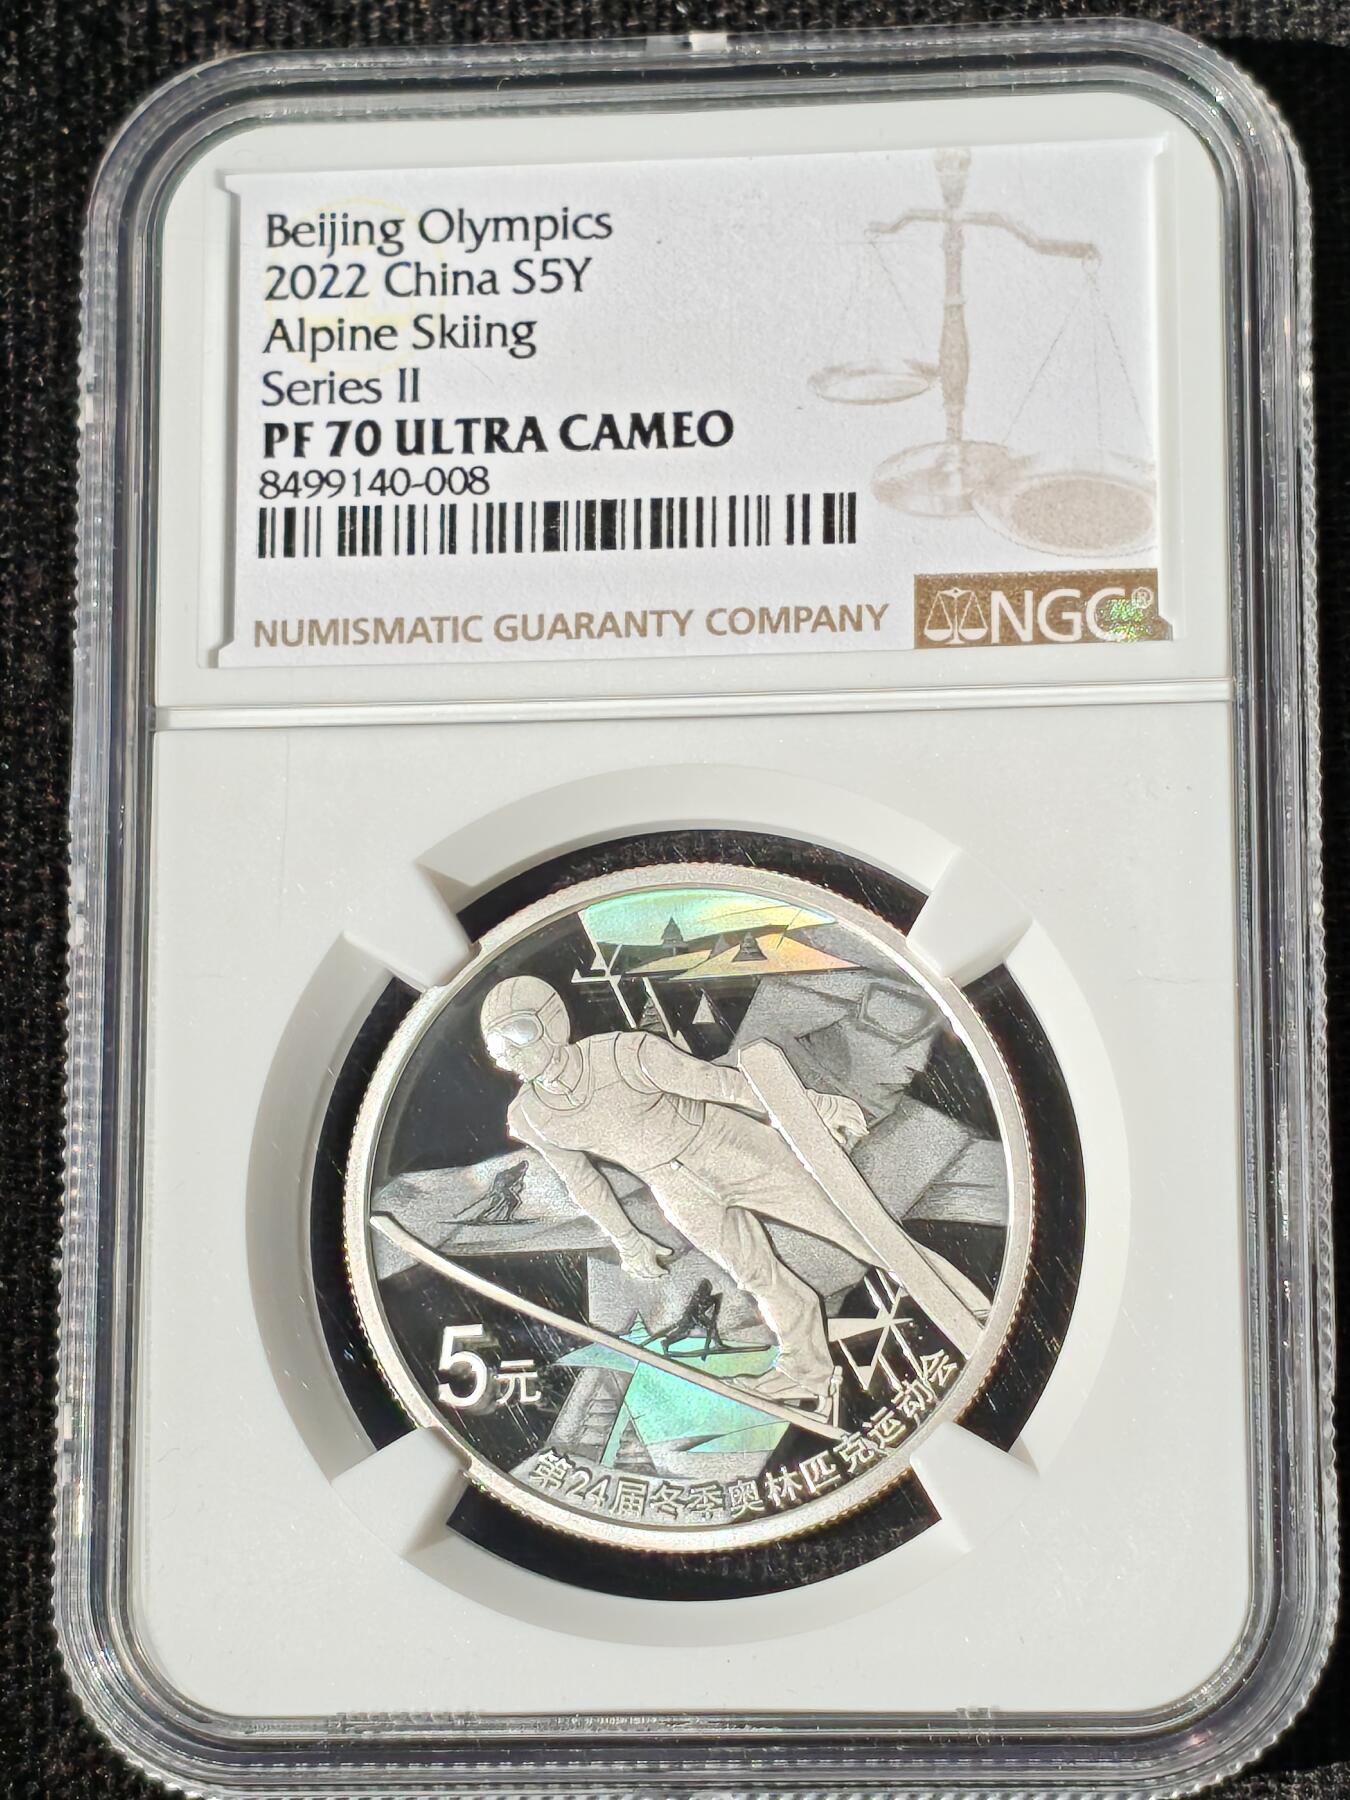 Beijing Olympics
2022 China S5Y
Alpine Skiing
Series II
PF 70 ULTRA CAMEO
8499140-008
NUMISMATIC GUARANTY COMPANY
NGC®
5元
第24届冬季奥林匹克运动会